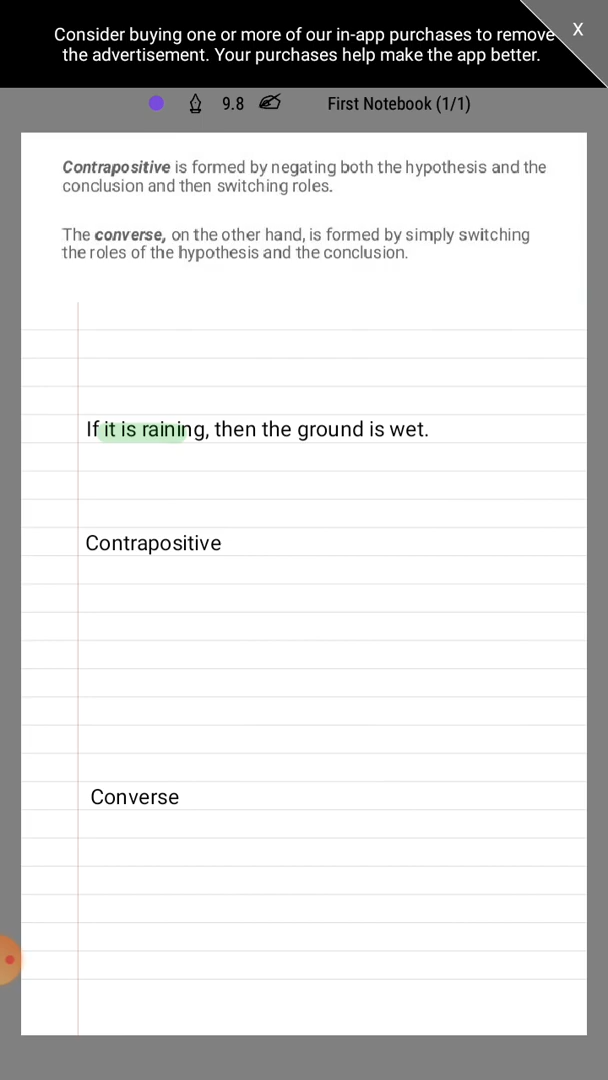 Consider buying one or more of our in-app purchases to remove
the advertisement. Your purchases help make the app better.
X
9.8 First Notebook (1/1)
Contrapositive is formed by negating both the hypothesis and the
conclusion and then switching roles.
The converse, on the other hand, is formed by simply switching
the roles of the hypothesis and the conclusion.
If it is raining, then the ground is wet.
Contrapositive
Converse